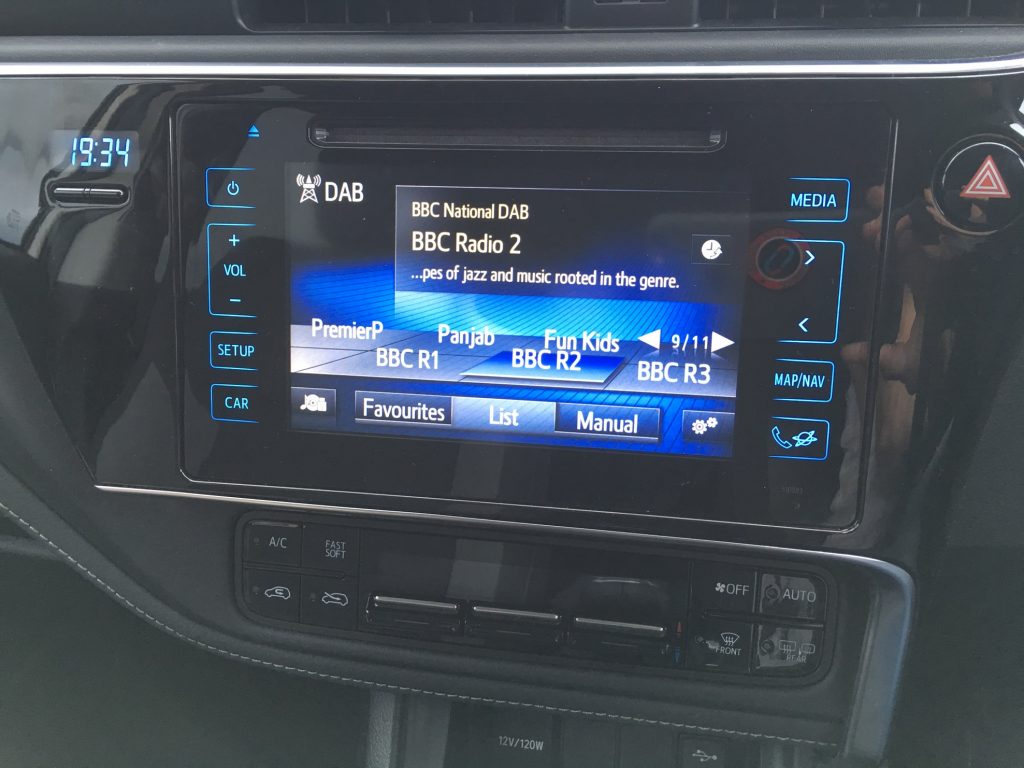 19:34
DAB
BBC National DAB
BBC Radio 2
...pes of jazz and music rooted in the genre.
PremierP Panjab Fun Kids 9/11
BBC R1 BBC R2 BBC R3
Favourites List Manual
+
VOL
−
SETUP
CAR
MEDIA
>
<
MAP/NAV
A/C
FAST
SOFT
OFF
AUTO
FRONT
REAR
12V/120W